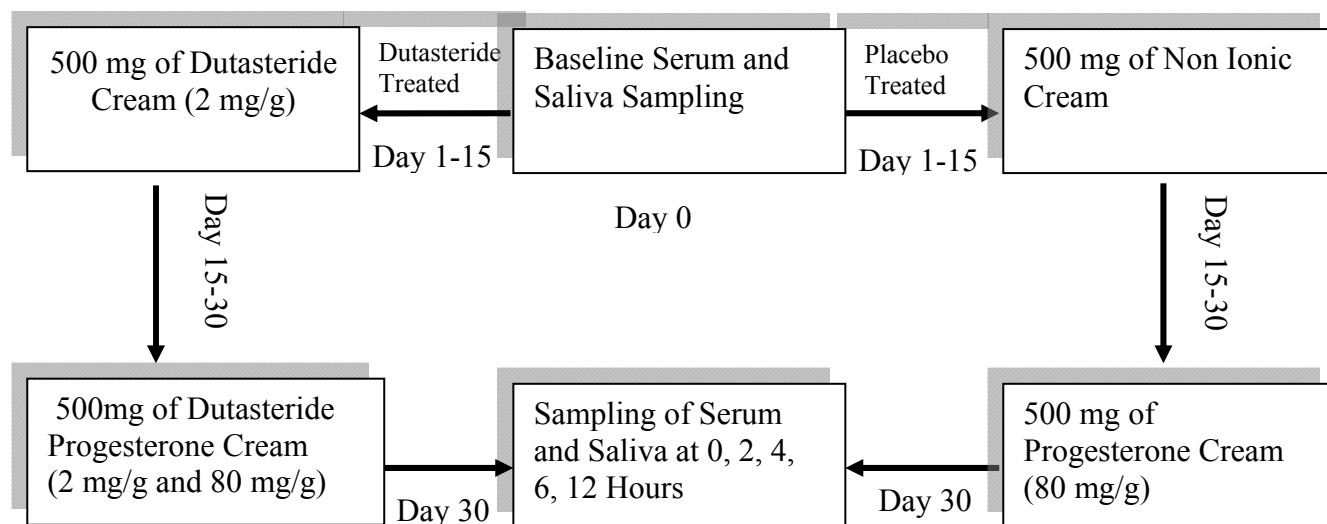 500 mg of Dutasteride
Cream (2 mg/g)
Dutasteride
Treated
Day 1-15
Baseline Serum and
Saliva Sampling
Placebo
Treated
Day 1-15
500 mg of Non Ionic
Cream
Day 0
Day 15-30
Day 15-30
500mg of Dutasteride
Progesterone Cream
(2 mg/g and 80 mg/g)
Day 30
Sampling of Serum
and Saliva at 0, 2, 4,
6, 12 Hours
Day 30
500 mg of
Progesterone Cream
(80 mg/g)